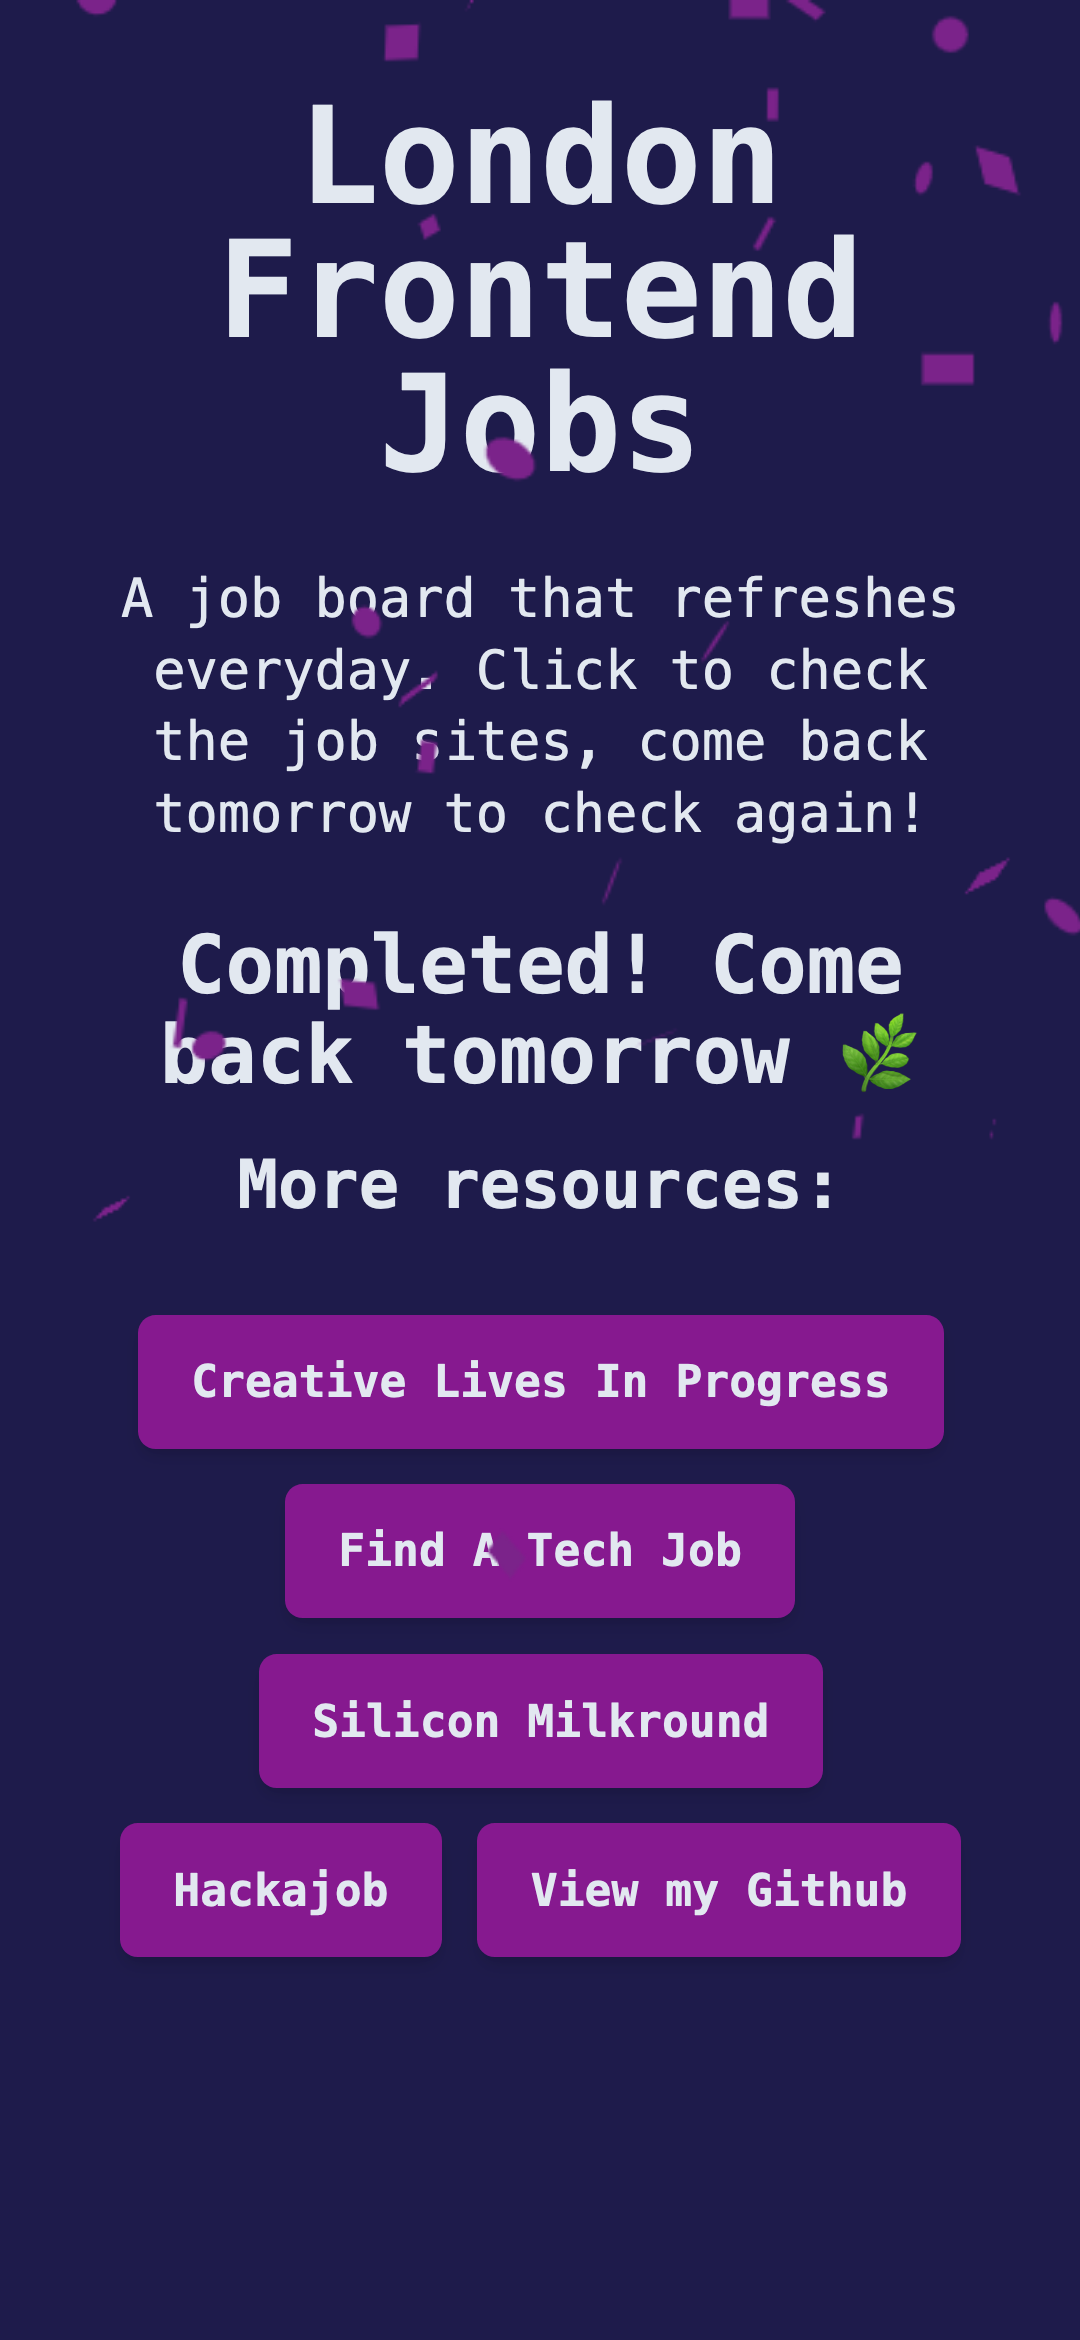 London
Frontend
Jobs
A job board that refreshes
everyday. Click to check
the job sites, come back
tomorrow to check again!
Completed! Come
back tomorrow 🌿
More resources:
Creative Lives In Progress
Find A Tech Job
Silicon Milkround
Hackajob
View my Github